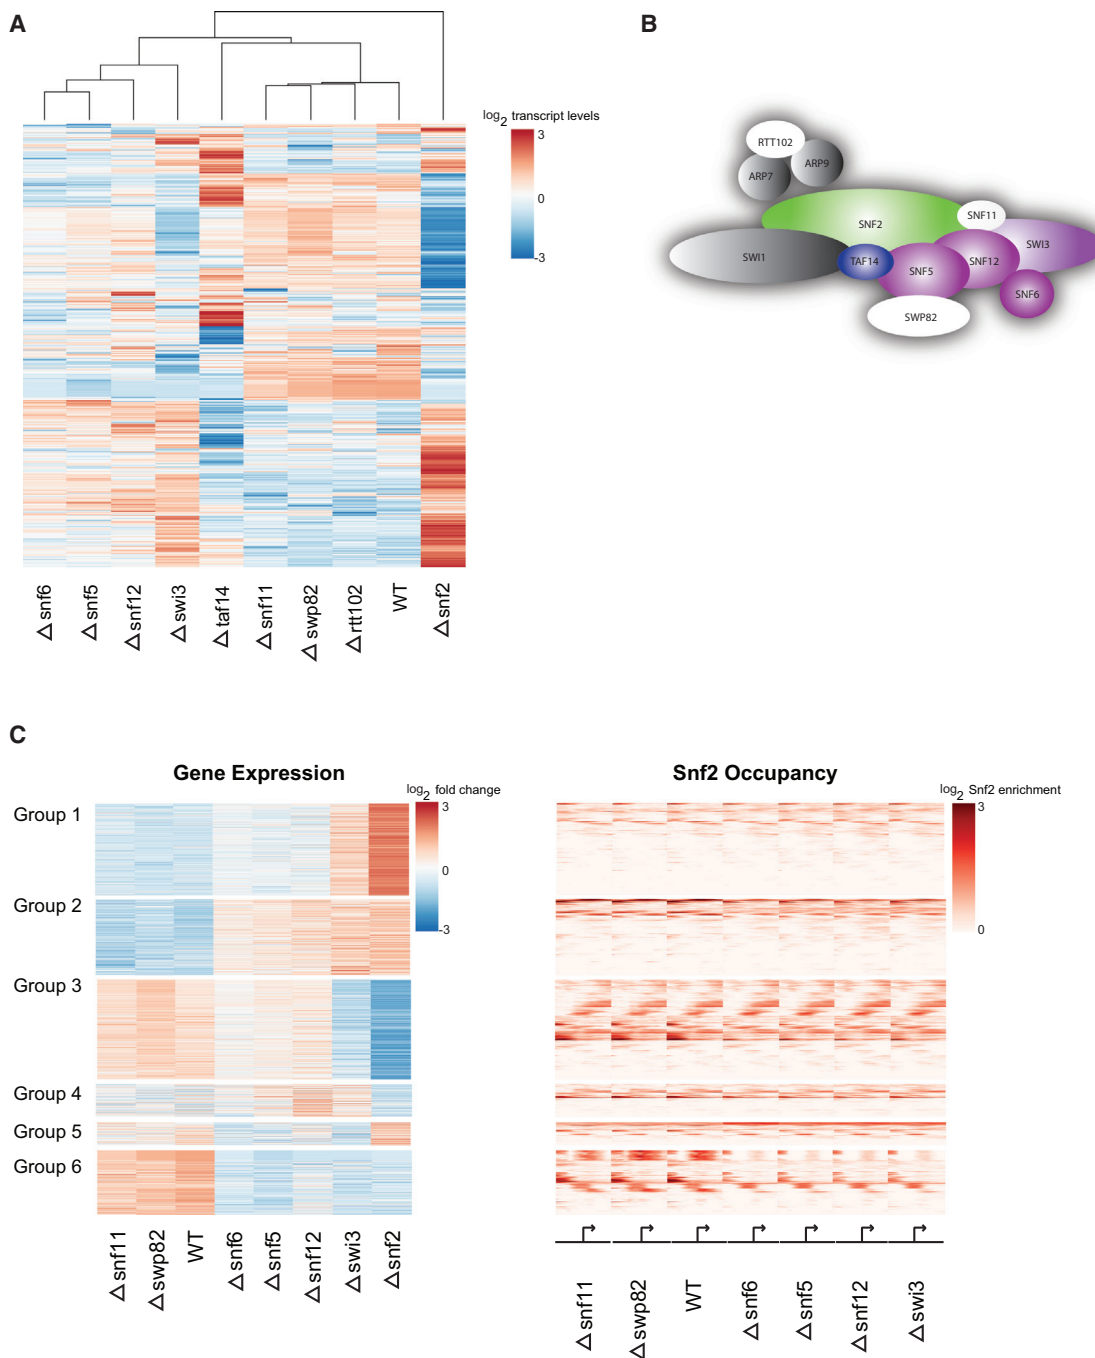 A
log2 transcript levels
3
0
-3
Δsnf6
Δsnf5
Δsnf12
Δswi3
Δtaf14
Δsnf11
Δswp82
Δrtt102
WT
Δsnf2
B
RTT102
ARP7
ARP9
SNF2
SNF11
SWI1
TAF14
SNF5
SNF12
SWI3
SNF6
SWP82
C
Gene Expression
log2 fold change
3
0
-3
Group 1
Group 2
Group 3
Group 4
Group 5
Group 6
Δsnf11
Δswp82
WT
Δsnf6
Δsnf5
Δsnf12
Δswi3
Δsnf2
Snf2 Occupancy
log2 Snf2 enrichment
3
0
Δsnf11
Δswp82
WT
Δsnf6
Δsnf5
Δsnf12
Δswi3